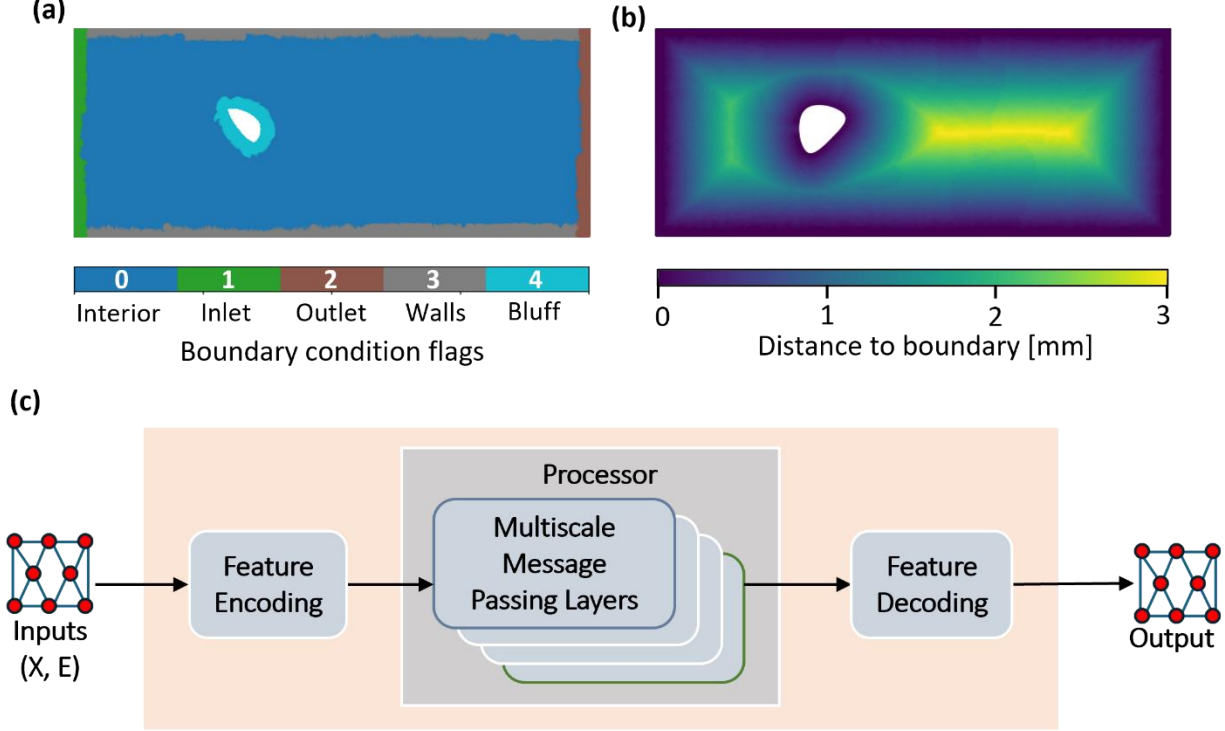 (a)
(b)
0 1 2 3 4
Interior Inlet Outlet Walls Bluff
Boundary condition flags
0 1 2 3
Distance to boundary [mm]
(c)
Processor
Multiscale
Message
Passing Layers
Feature
Encoding
Feature
Decoding
Inputs
(X, E)
Output